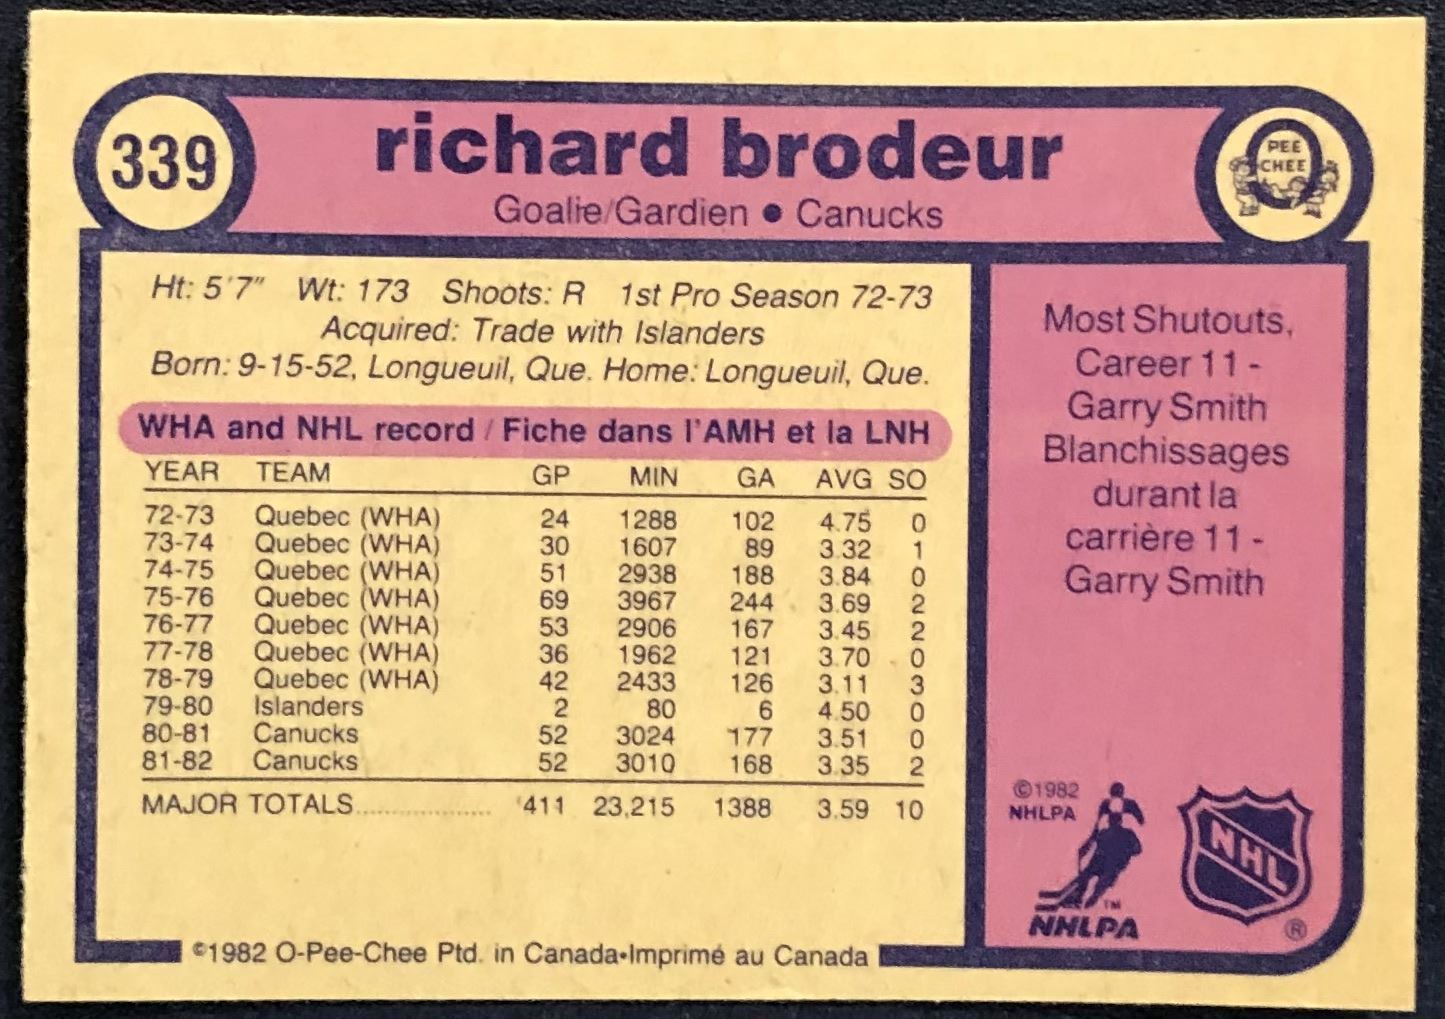 339
richard brodeur
Goalie/Gardien • Canucks
PEE
CHEE
Ht: 5'7" Wt: 173 Shoots: R 1st Pro Season 72-73
Acquired: Trade with Islanders
Born: 9-15-52, Longueuil, Que. Home: Longueuil, Que.
WHA and NHL record / Fiche dans l'AMH et la LNH
YEAR TEAM GP MIN GA AVG SO
72-73 Quebec (WHA) 24 1288 102 4.75 0
73-74 Quebec (WHA) 30 1607 89 3.32 1
74-75 Quebec (WHA) 51 2938 188 3.84 0
75-76 Quebec (WHA) 69 3967 244 3.69 2
76-77 Quebec (WHA) 53 2906 167 3.45 2
77-78 Quebec (WHA) 36 1962 121 3.70 0
78-79 Quebec (WHA) 42 2433 126 3.11 3
79-80 Islanders 2 80 6 4.50 0
80-81 Canucks 52 3024 177 3.51 0
81-82 Canucks 52 3010 168 3.35 2
MAJOR TOTALS.................... 411 23,215 1388 3.59 10
Most Shutouts,
Career 11 -
Garry Smith
Blanchissages
durant la
carrière 11 -
Garry Smith
©1982
NHLPA
TM
NHLPA
NHL
®
©1982 O-Pee-Chee Ptd. in Canada•Imprimé au Canada